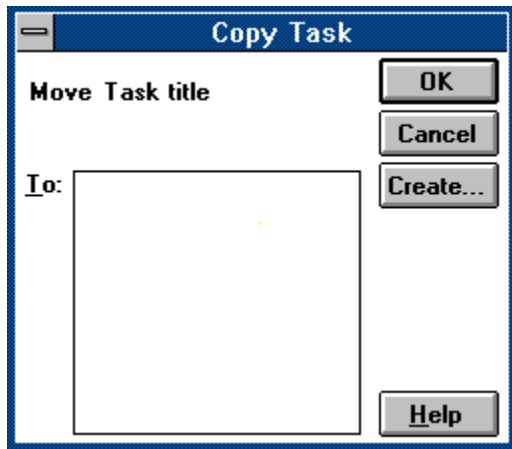 Copy Task
Move Task title
OK
Cancel
To:
Create...
Help